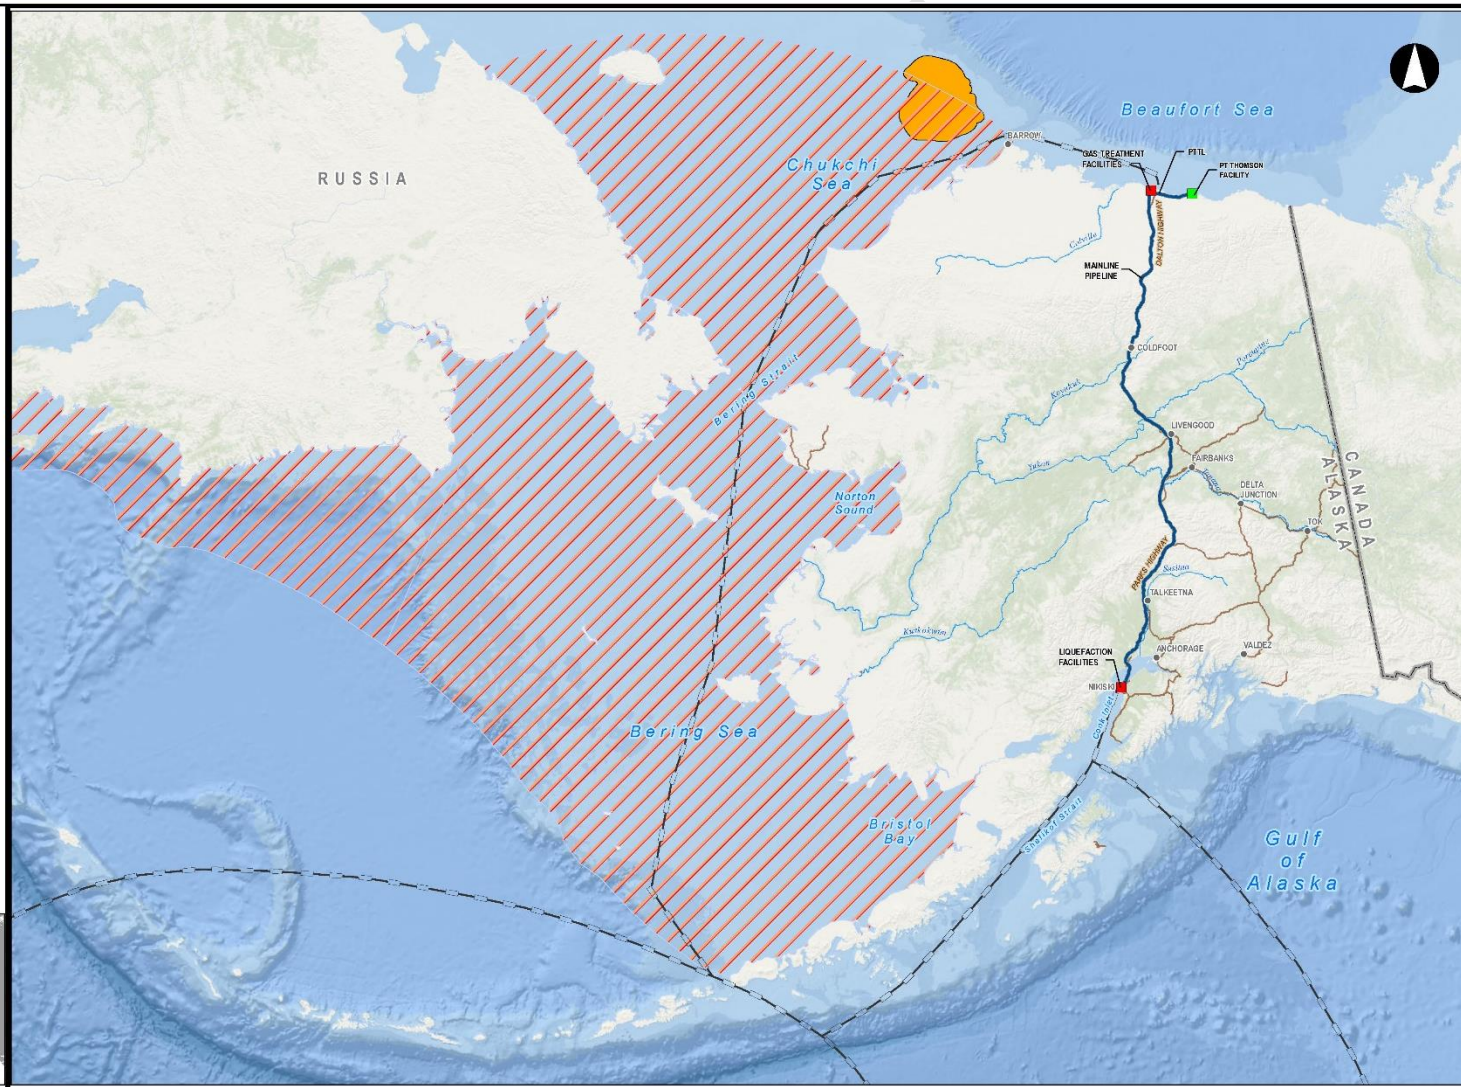 Beaufort Sea
BARROW
GAS TREATMENT
FACILITIES
PTTL
PT THOMSON
FACILITY
RUSSIA
Chukchi
Sea
Colville
DALTON HIGHWAY
MAINLINE
PIPELINE
COLDFOOT
Porcupine
Koyukuk
Bering Strait
LIVENGOOD
FAIRBANKS
Yukon
Tanana
DELTA
JUNCTION
TOK
CANADA
ALASKA
Norton
Sound
PARKS HIGHWAY
Susitna
TALKEETNA
Kuskokwim
ANCHORAGE
VALDEZ
LIQUEFACTION
FACILITIES
NIKISKI
Cook Inlet
Bering Sea
Bristol
Bay
Shelikof Strait
Gulf
of
Alaska